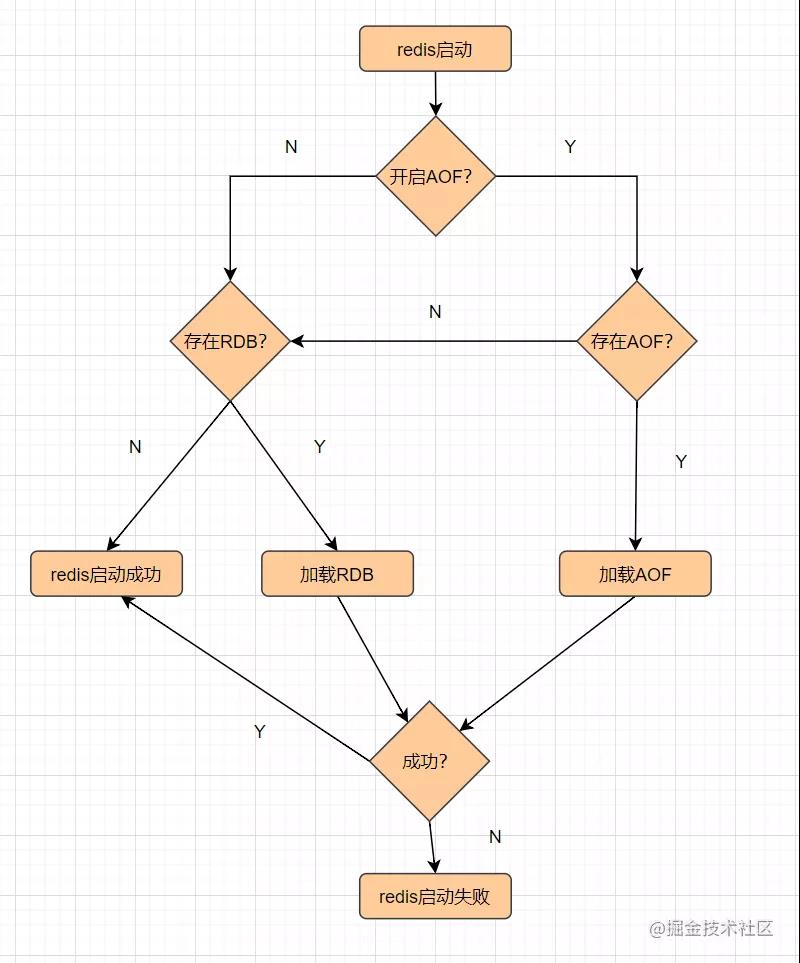 redis启动
N
Y
开启AOF?
N
存在RDB?
存在AOF?
N
Y
Y
redis启动成功
加载RDB
加载AOF
Y
成功?
N
redis启动失败
@掘金技术社区